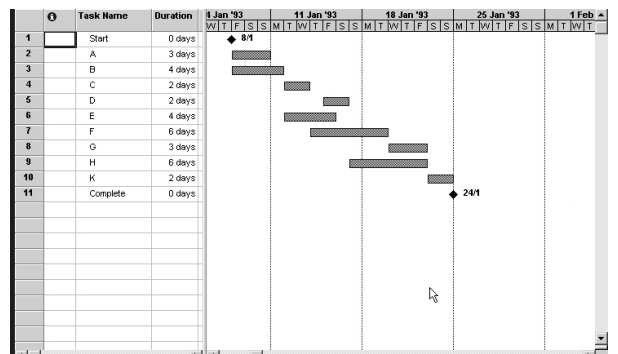 Task Name Duration 4 Jan '93 11 Jan '93 18 Jan '93 25 Jan '93 1 Feb
W T F S S M T W T F S S M T W T F S S M T W T F S S M T W T F S
1 Start 0 days 8/1
2 A 3 days
3 B 4 days
4 C 2 days
5 D 2 days
6 E 4 days
7 F 6 days
8 G 3 days
9 H 6 days
10 K 2 days
11 Complete 0 days 24/1